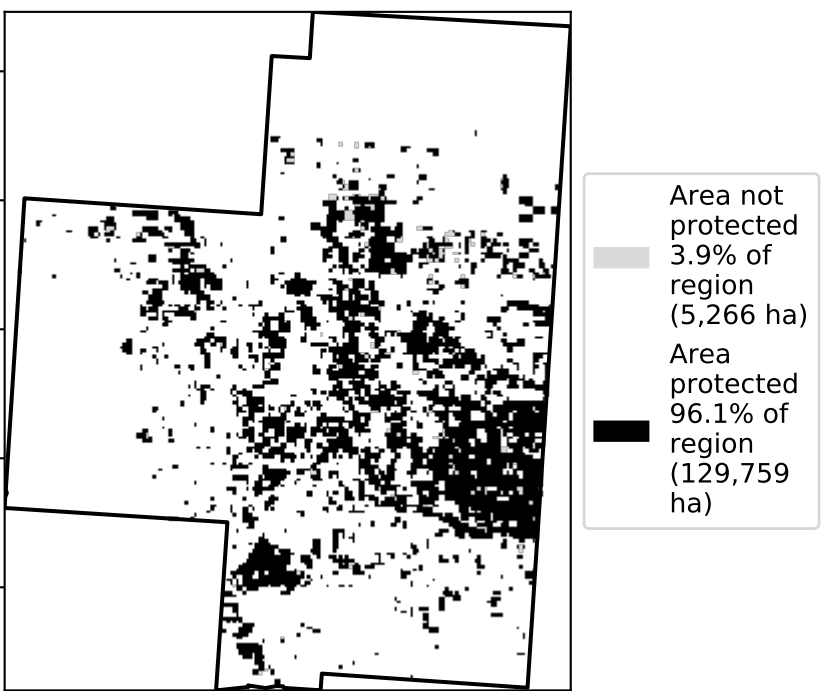 Area not
protected
3.9% of
region
(5,266 ha)
Area
protected
96.1% of
region
(129,759
ha)